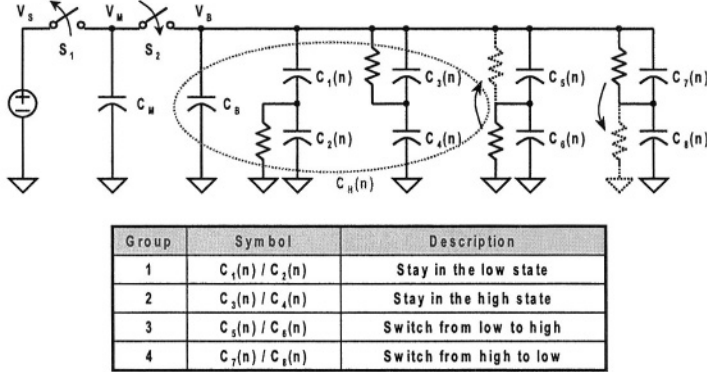 V_S V_M V_B
S_1 S_2
C_1(n) C_3(n) C_5(n) C_7(n)
C_M C_B
C_2(n) C_4(n) C_6(n) C_8(n)
C_H(n)
Group Symbol Description
1 C_1(n) / C_2(n) Stay in the low state
2 C_3(n) / C_4(n) Stay in the high state
3 C_5(n) / C_6(n) Switch from low to high
4 C_7(n) / C_8(n) Switch from high to low